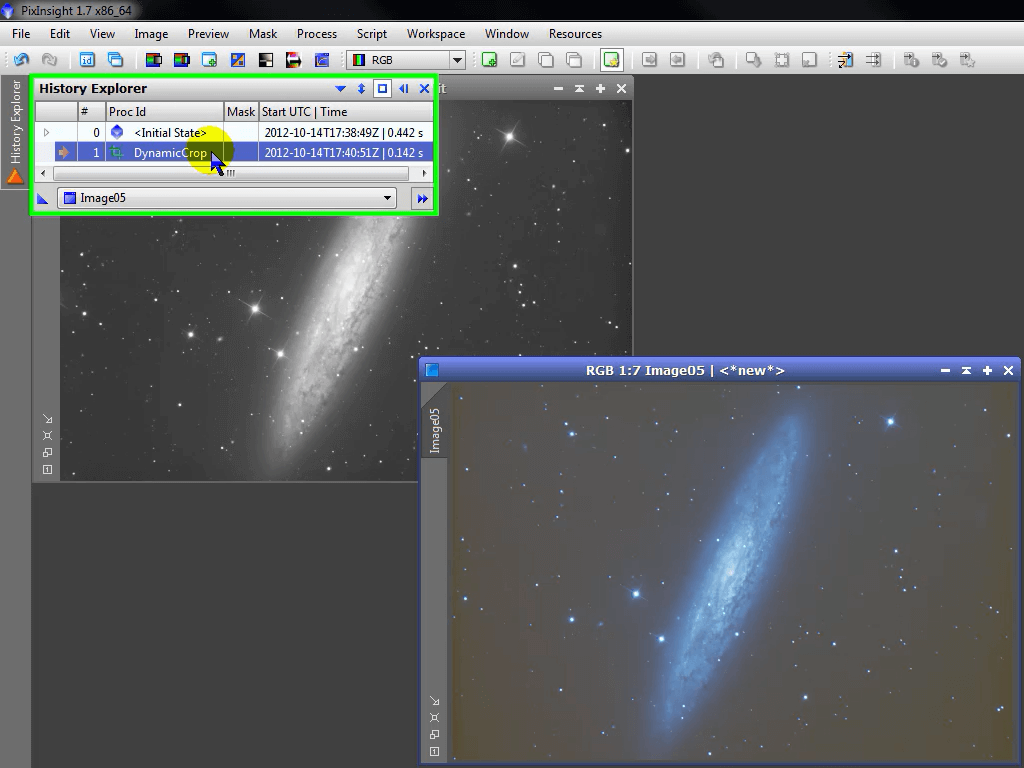 PixInsight 1.7 x86_64
File Edit View Image Preview Mask Process Script Workspace Window Resources
RGB
History Explorer
History Explorer
# Proc Id Mask Start UTC | Time
0 <Initial State> 2012-10-14T17:38:49Z | 0.442 s
1 DynamicCrop 2012-10-14T17:40:51Z | 0.142 s
Image05
RGB 1:7 Image05 | <*new*>
Image05